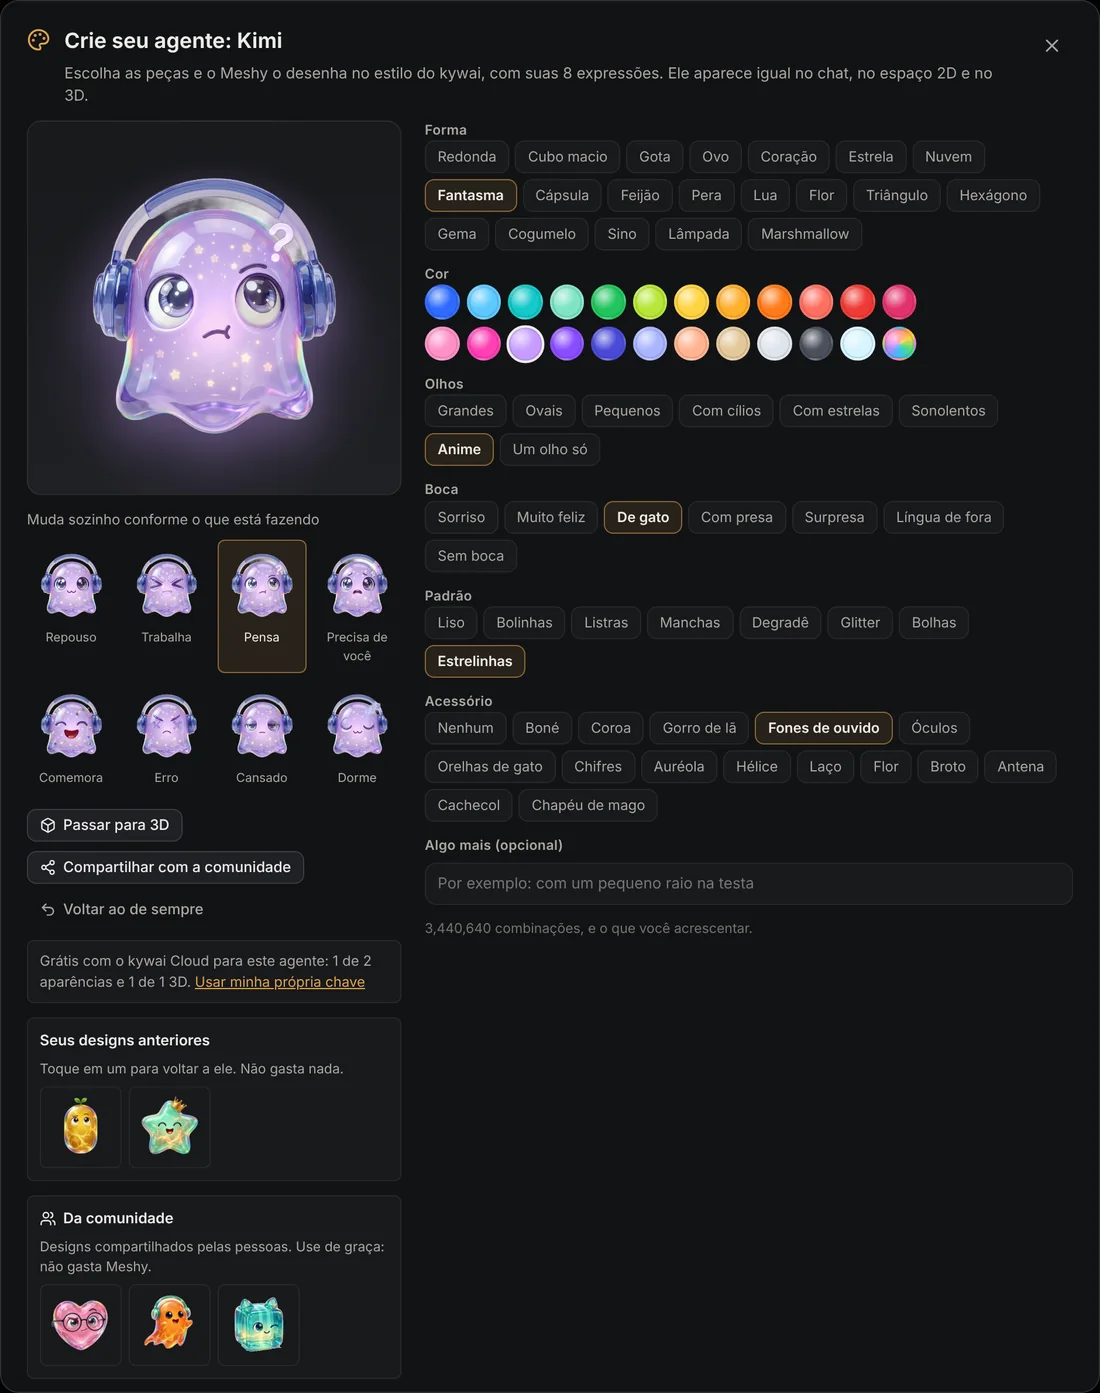 Crie seu agente: Kimi
Escolha as peças e o Meshy o desenha no estilo do kywai, com suas 8 expressões. Ele aparece igual no chat, no espaço 2D e no
3D.
?
Muda sozinho conforme o que está fazendo
Repouso
Trabalha
Pensa
Precisa de
você
Comemora
Erro
Cansado
Dorme
Passar para 3D
Compartilhar com a comunidade
Voltar ao de sempre
Grátis com o kywai Cloud para este agente: 1 de 2
aparências e 1 de 1 3D. Usar minha própria chave
Seus designs anteriores
Toque em um para voltar a ele. Não gasta nada.
Da comunidade
Designs compartilhados pelas pessoas. Use de graça:
não gasta Meshy.
Forma
Redonda Cubo macio Gota Ovo Coração Estrela Nuvem
Fantasma Cápsula Feijão Pera Lua Flor Triângulo Hexágono
Gema Cogumelo Sino Lâmpada Marshmallow
Cor
Olhos
Grandes Ovais Pequenos Com cílios Com estrelas Sonolentos
Anime Um olho só
Boca
Sorriso Muito feliz De gato Com presa Surpresa Língua de fora
Sem boca
Padrão
Liso Bolinhas Listras Manchas Degradê Glitter Bolhas
Estrelinhas
Acessório
Nenhum Boné Coroa Gorro de lã Fones de ouvido Óculos
Orelhas de gato Chifres Auréola Hélice Laço Flor Broto Antena
Cachecol Chapéu de mago
Algo mais (opcional)
Por exemplo: com um pequeno raio na testa
3,440,640 combinações, e o que você acrescentar.